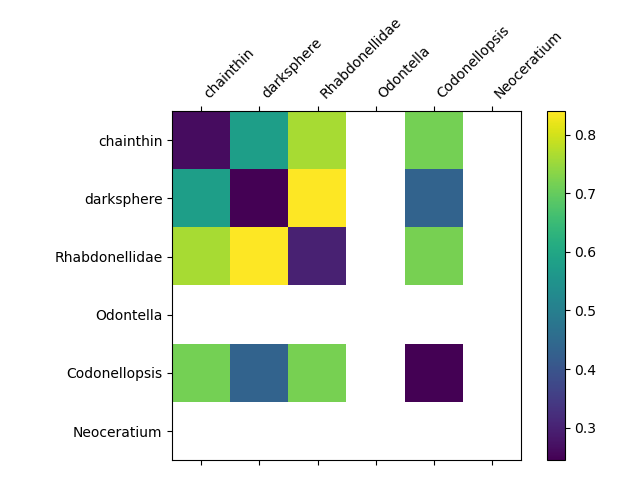 chainthin
darksphere
Rhabdonellidae
Odontella
Codonellopsis
Neoceratium
chainthin
darksphere
Rhabdonellidae
Odontella
Codonellopsis
Neoceratium
0.8
0.7
0.6
0.5
0.4
0.3